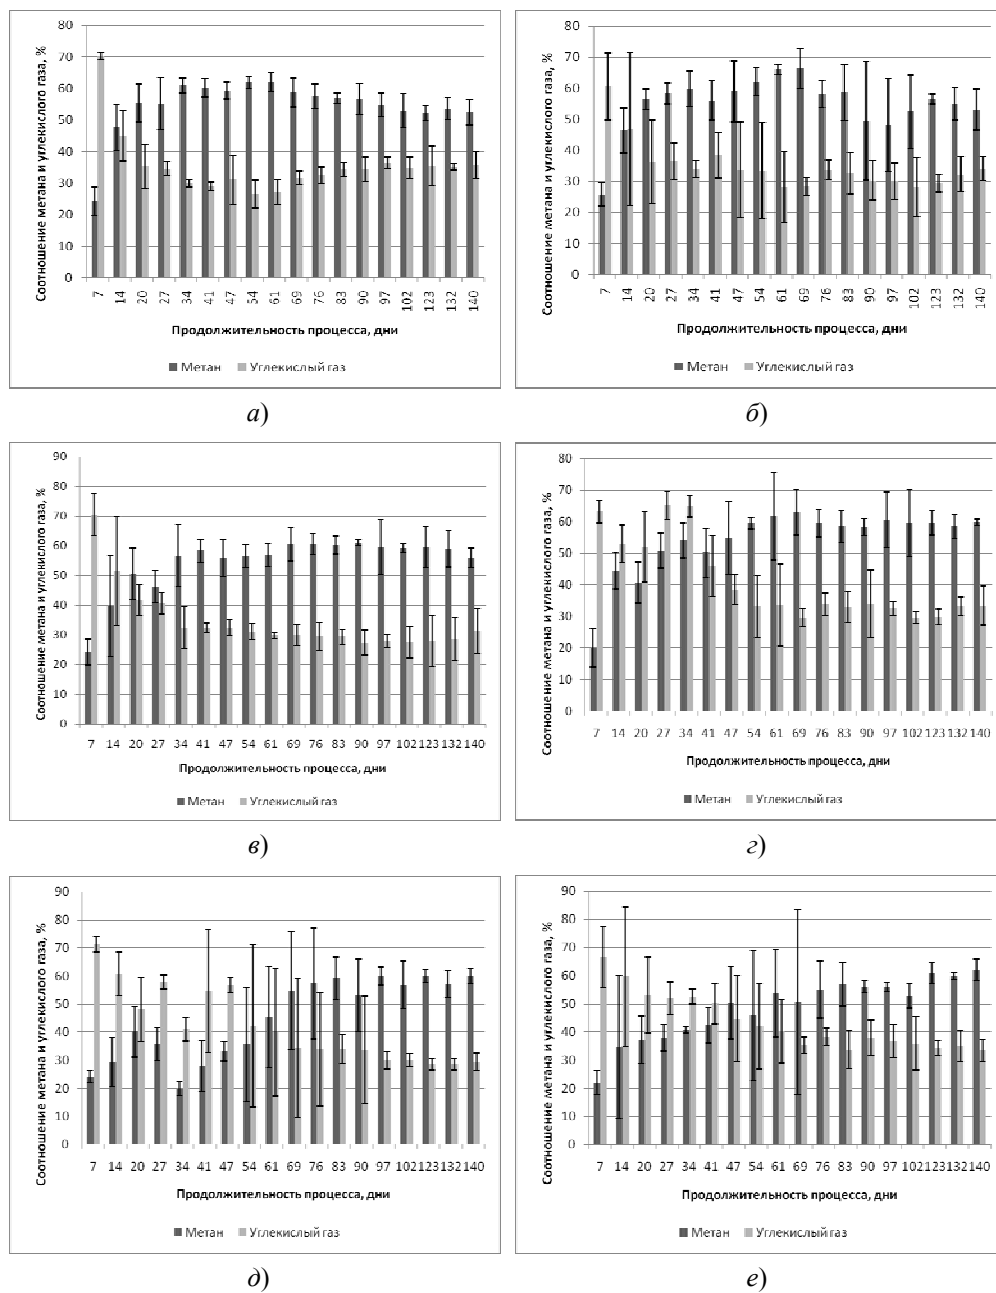 Соотношение метана и углекислого газа, %
80
70
60
50
40
30
20
10
0
7 14 20 27 34 41 47 54 61 69 76 83 90 97 102 123 132 140
Продолжительность процесса, дни
Метан Углекислый газ
а)
Соотношение метана и углекислого газа, %
80
70
60
50
40
30
20
10
0
7 14 20 27 34 41 47 54 61 69 76 83 90 97 102 123 132 140
Продолжительность процесса, дни
Метан Углекислый газ
б)
Соотношение метана и углекислого газа, %
90
80
70
60
50
40
30
20
10
0
7 14 20 27 34 41 47 54 61 69 76 83 90 97 102 123 132 140
Продолжительность процесса, дни
Метан Углекислый газ
в)
Соотношение метана и углекислого газа, %
80
70
60
50
40
30
20
10
0
7 14 20 27 34 41 47 54 61 69 76 83 90 97 102 123 132 140
Продолжительность процесса, дни
Метан Углекислый газ
г)
Соотношение метана и углекислого газа, %
90
80
70
60
50
40
30
20
10
0
7 14 20 27 34 41 47 54 61 69 76 83 90 97 102 123 132 140
Продолжительность процесса, дни
Метан Углекислый газ
д)
Соотношение метана и углекислого газа, %
90
80
70
60
50
40
30
20
10
0
7 14 20 27 34 41 47 54 61 69 76 83 90 97 102 123 132 140
Продолжительность процесса, дни
Метан Углекислый газ
е)